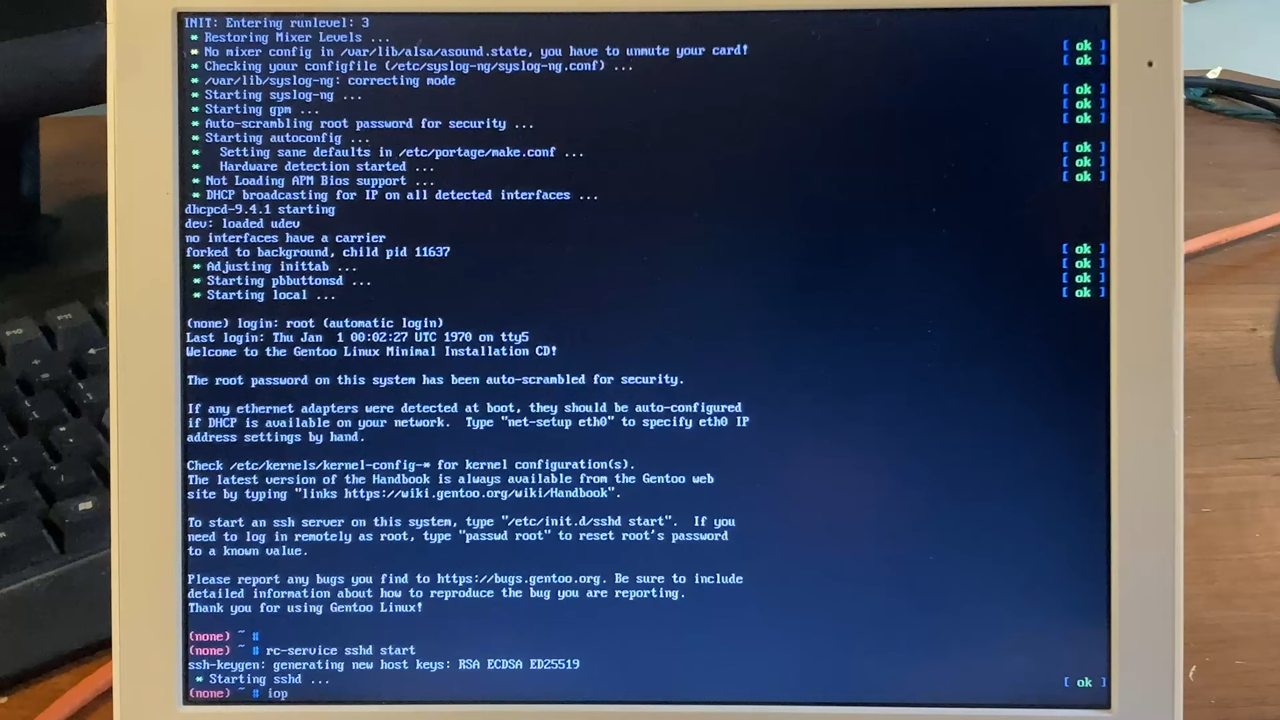 INIT: Entering runlevel: 3
* Restoring Mixer Levels ...
* No mixer config in /var/lib/alsa/asound.state, you have to unmute your card! [ ok ]
* Checking your configfile (/etc/syslog-ng/syslog-ng.conf) ... [ ok ]
* /var/lib/syslog-ng: correcting mode
* Starting syslog-ng ... [ ok ]
* Starting gpm ... [ ok ]
* Auto-scrambling root password for security ... [ ok ]
* Starting autoconfig ...
* Setting sane defaults in /etc/portage/make.conf ... [ ok ]
* Hardware detection started ... [ ok ]
* Not Loading APM Bios support ... [ ok ]
* DHCP broadcasting for IP on all detected interfaces ...
dhcpcd-9.4.1 starting
dev: loaded udev
no interfaces have a carrier
forked to background, child pid 11637 [ ok ]
* Adjusting inittab ... [ ok ]
* Starting pbbuttonsd ... [ ok ]
* Starting local ... [ ok ]
(none) login: root (automatic login)
Last login: Thu Jan 1 00:02:27 UTC 1970 on tty5
Welcome to the Gentoo Linux Minimal Installation CD!
The root password on this system has been auto-scrambled for security.
If any ethernet adapters were detected at boot, they should be auto-configured
if DHCP is available on your network. Type "net-setup eth0" to specify eth0 IP
address settings by hand.
Check /etc/kernels/kernel-config-* for kernel configuration(s).
The latest version of the Handbook is always available from the Gentoo web
site by typing "links https://wiki.gentoo.org/wiki/Handbook".
To start an ssh server on this system, type "/etc/init.d/sshd start". If you
need to log in remotely as root, type "passwd root" to reset root's password
to a known value.
Please report any bugs you find to https://bugs.gentoo.org. Be sure to include
detailed information about how to reproduce the bug you are reporting.
Thank you for using Gentoo Linux!
(none) ~ #
(none) ~ # rc-service sshd start
ssh-keygen: generating new host keys: RSA ECDSA ED25519
* Starting sshd ... [ ok ]
(none) ~ # iop
F10
F11